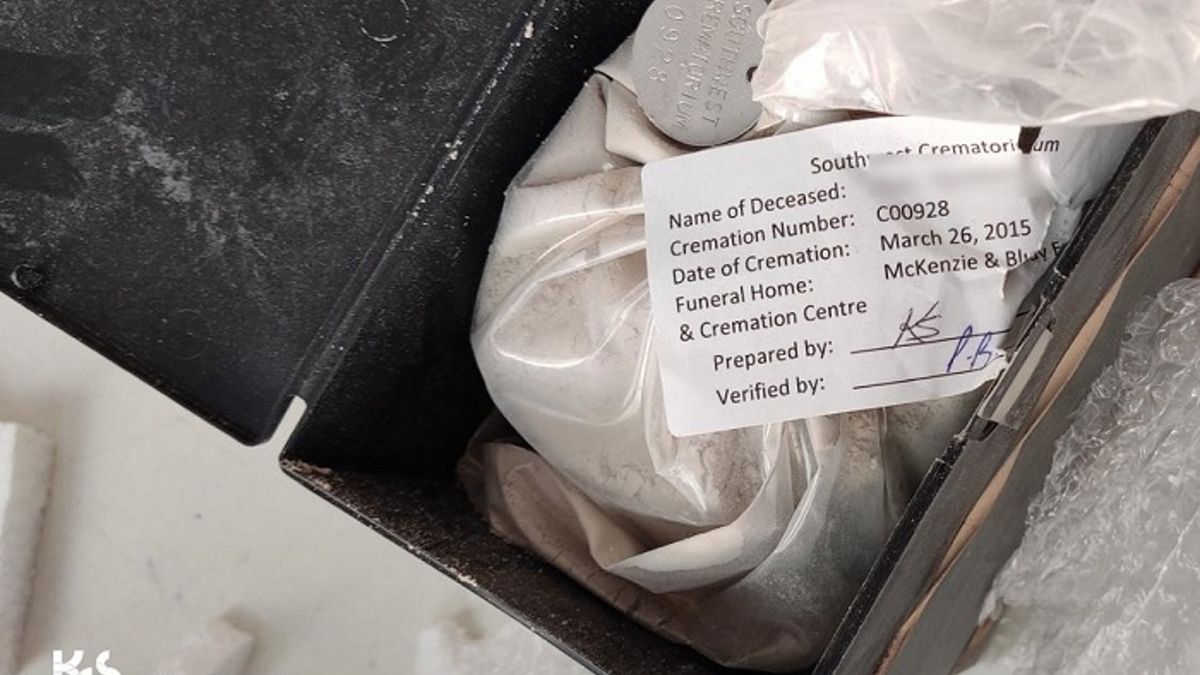 SOUTHWEST
CREMATORIUM
0928
Southwest Crematorium
Name of Deceased:
Cremation Number: C00928
Date of Cremation: March 26, 2015
Funeral Home: McKenzie & Blu
& Cremation Centre
Prepared by: KS
Verified by: P.B.